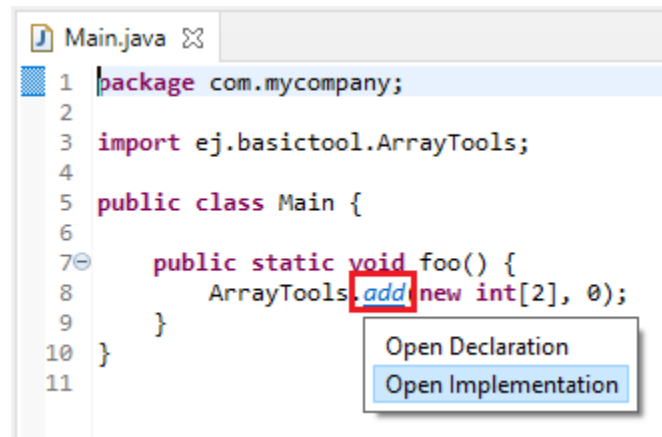 Main.java
1 package com.mycompany;
2
3 import ej.basictool.ArrayTools;
4
5 public class Main {
6
7 public static void foo() {
8 ArrayTools.add(new int[2], 0);
9 }
10 }
11
Open Declaration
Open Implementation